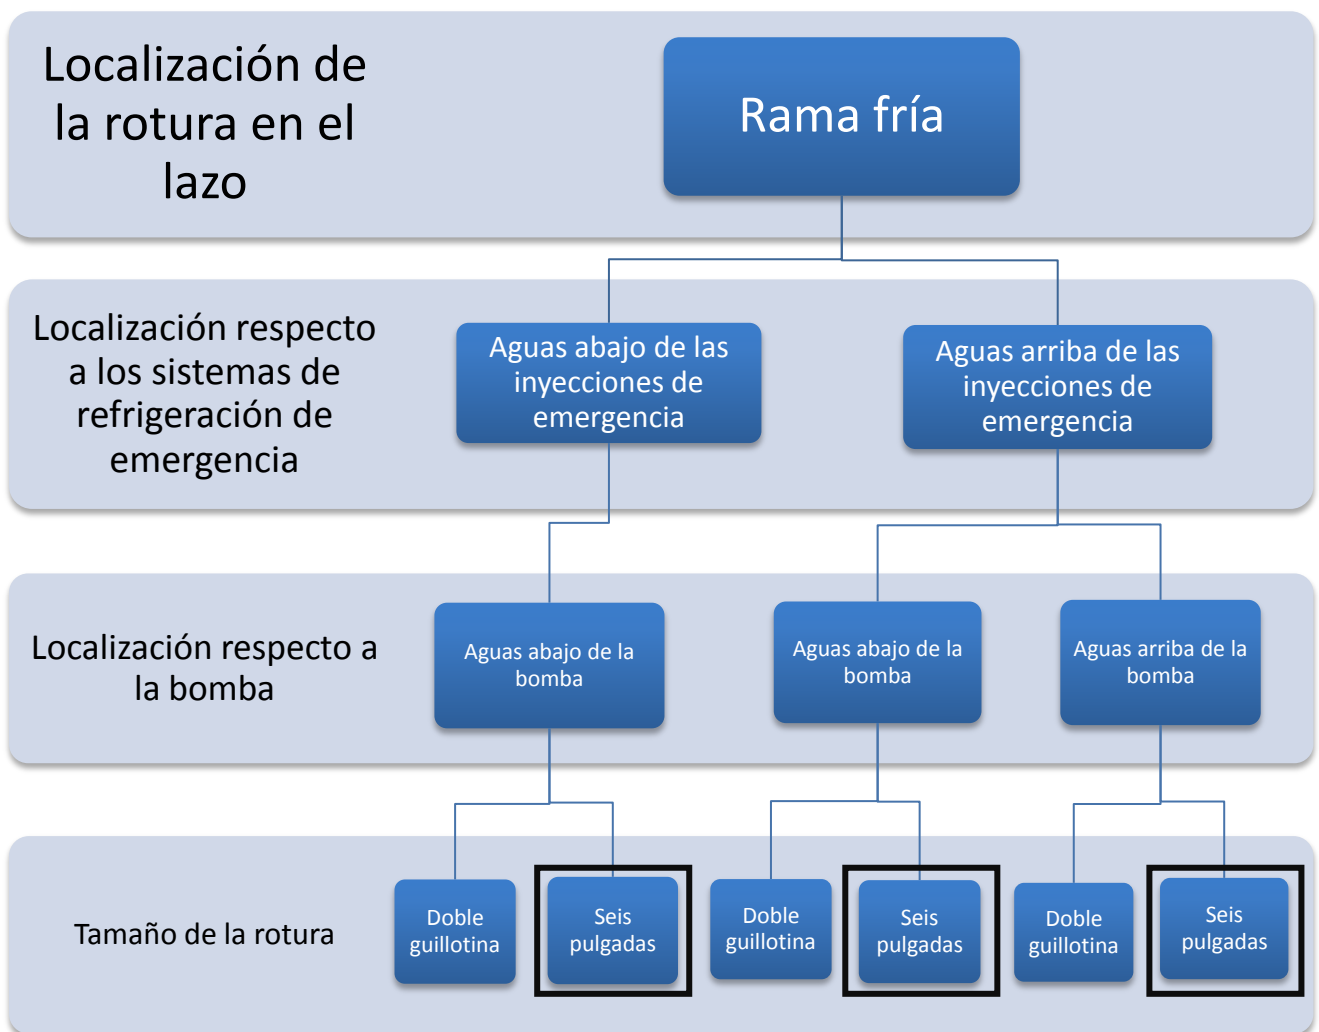 Localización de
la rotura en el
lazo
Rama fría
Localización respecto
a los sistemas de
refrigeración de
emergencia
Aguas abajo de las
inyecciones de
emergencia
Aguas arriba de las
inyecciones de
emergencia
Localización respecto a
la bomba
Aguas abajo de la
bomba
Aguas abajo de la
bomba
Aguas arriba de la
bomba
Tamaño de la rotura
Doble
guillotina
Seis
pulgadas
Doble
guillotina
Seis
pulgadas
Doble
guillotina
Seis
pulgadas